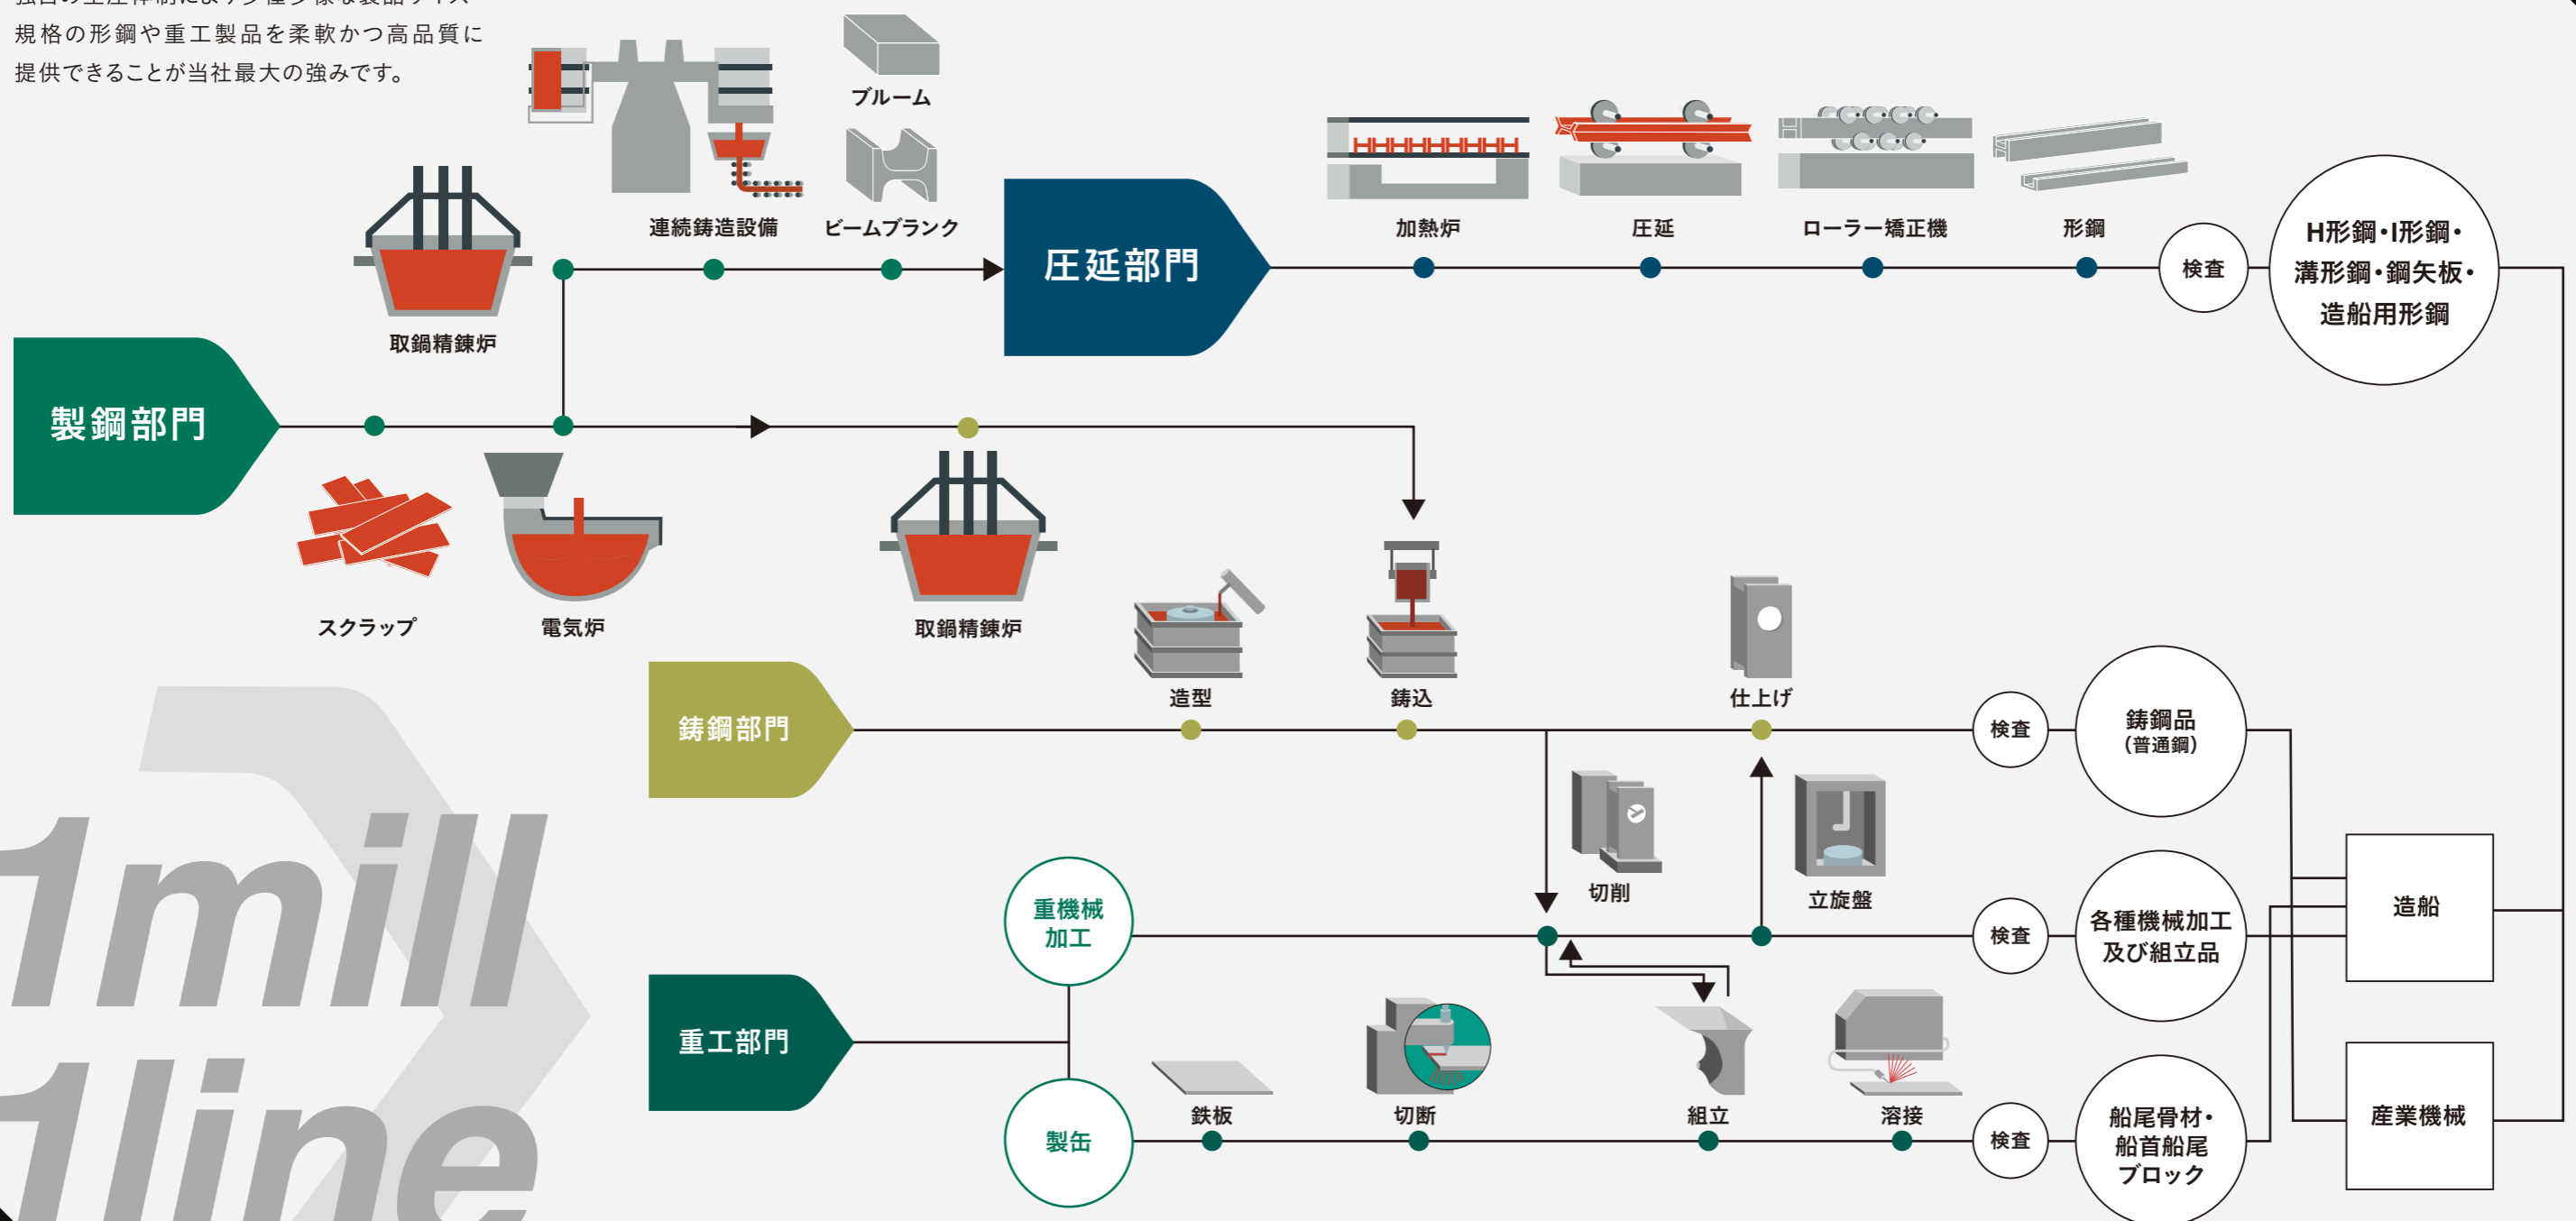 規格の形鋼や重工製品を柔軟かつ高品質に
提供できることが当社最大の強みです。
ブルーム
連続鋳造設備
ビームブランク
取鍋精錬炉
圧延部門
加熱炉
圧延
ローラー矯正機
形鋼
検査
H形鋼・I形鋼・
溝形鋼・鋼矢板・
造船用形鋼
製鋼部門
スクラップ
電気炉
取鍋精錬炉
鋳鋼部門
造型
鋳込
仕上げ
検査
鋳鋼品
(普通鋼)
切削
立旋盤
重機械
加工
検査
各種機械加工
及び組立品
造船
重工部門
製缶
鉄板
切断
組立
溶接
検査
船尾骨材・
船首船尾
ブロック
産業機械
1mill
1line